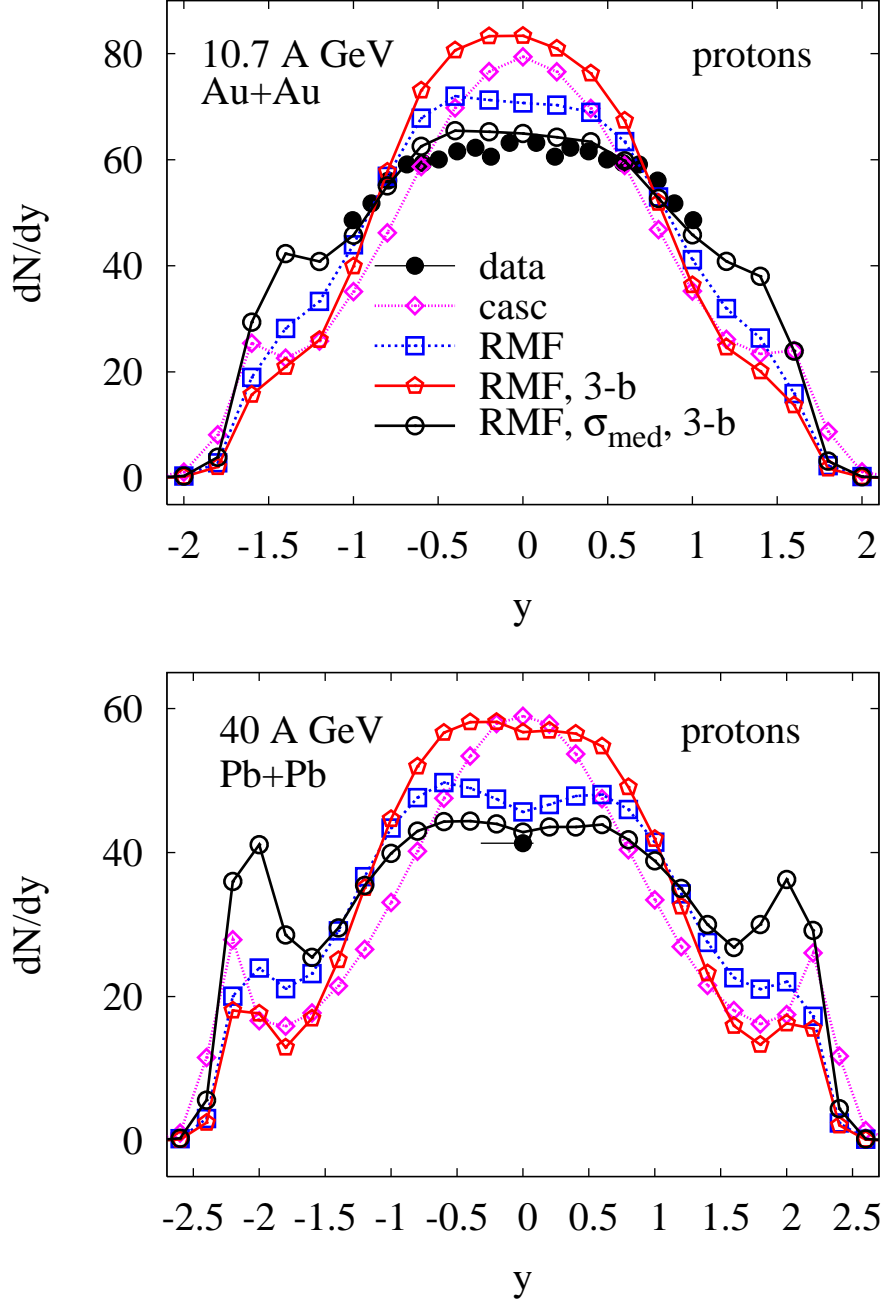 10.7 A GeV
Au+Au
protons
dN/dy
80
60
40
20
0
data
casc
RMF
RMF, 3-b
RMF, σmed, 3-b
-2 -1.5 -1 -0.5 0 0.5 1 1.5 2
y
40 A GeV
Pb+Pb
protons
dN/dy
60
40
20
0
-2.5 -2 -1.5 -1 -0.5 0 0.5 1 1.5 2 2.5
y